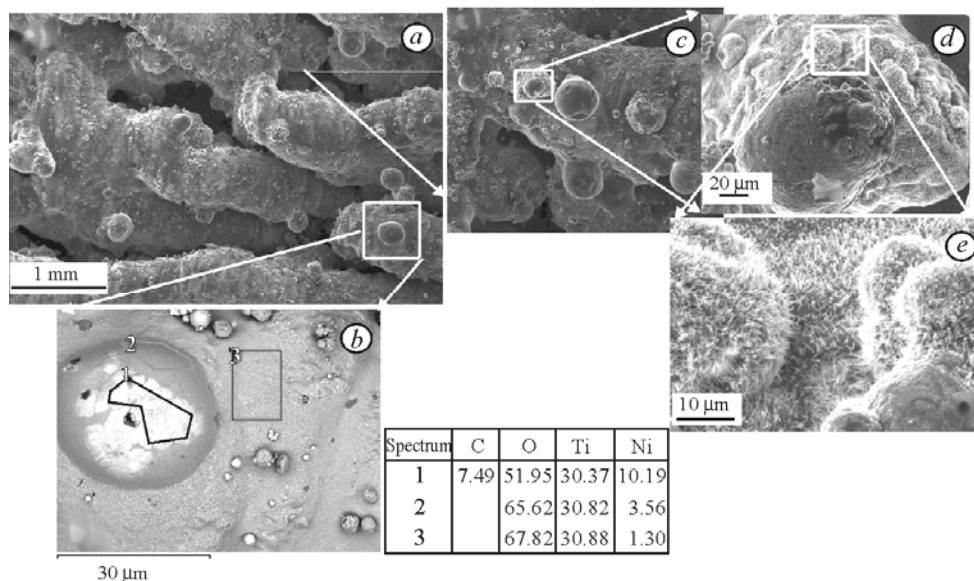 a
1 mm
c
d
20 μm
e
10 μm
b
2
1
3
30 μm
Spectrum C O Ti Ni
1 7.49 51.95 30.37 10.19
2 65.62 30.82 3.56
3 67.82 30.88 1.30